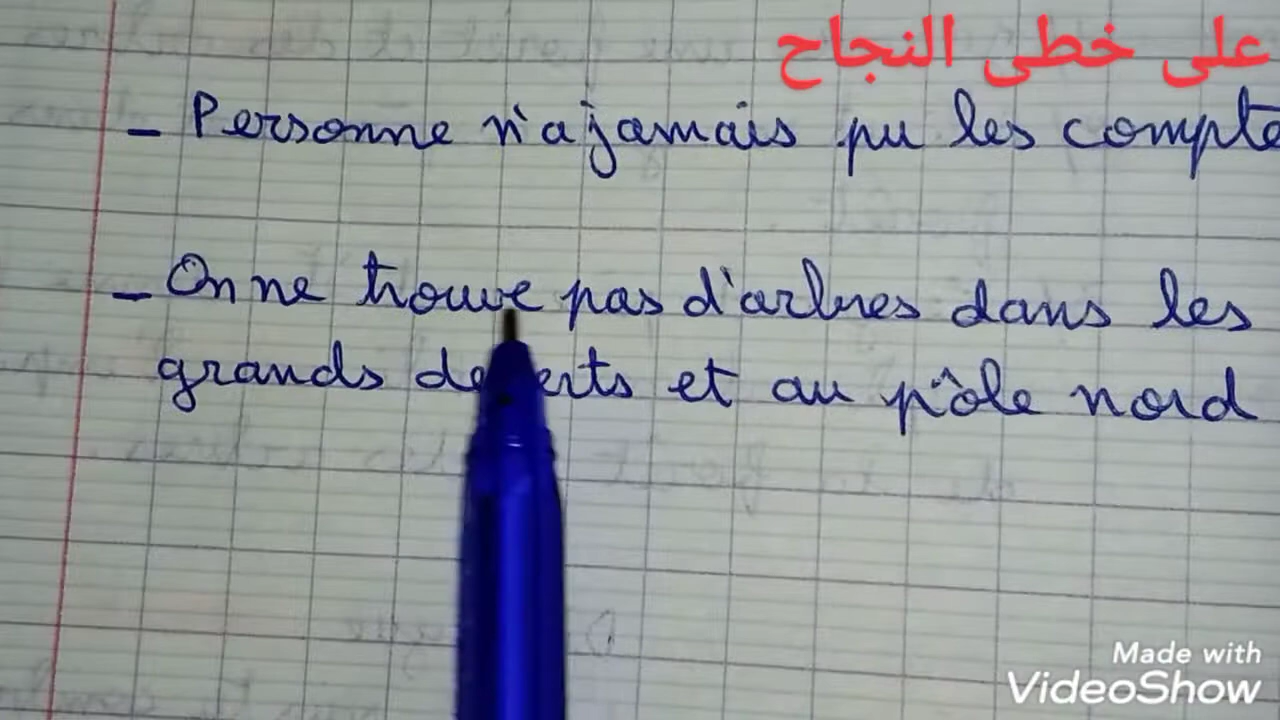 على خطى النجاح
- Personne n'a jamais pu les compte
- On ne trouve pas d'arbres dans les
grands et au pôle nord
Made with
VideoShow